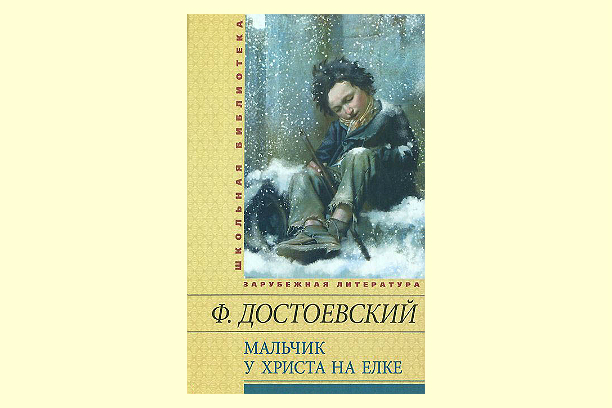 ШКОЛЬНАЯ БИБЛИОТЕКА
ЗАРУБЕЖНАЯ ЛИТЕРАТУРА
Ф. ДОСТОЕВСКИЙ
МАЛЬЧИК
У ХРИСТА НА ЕЛКЕ